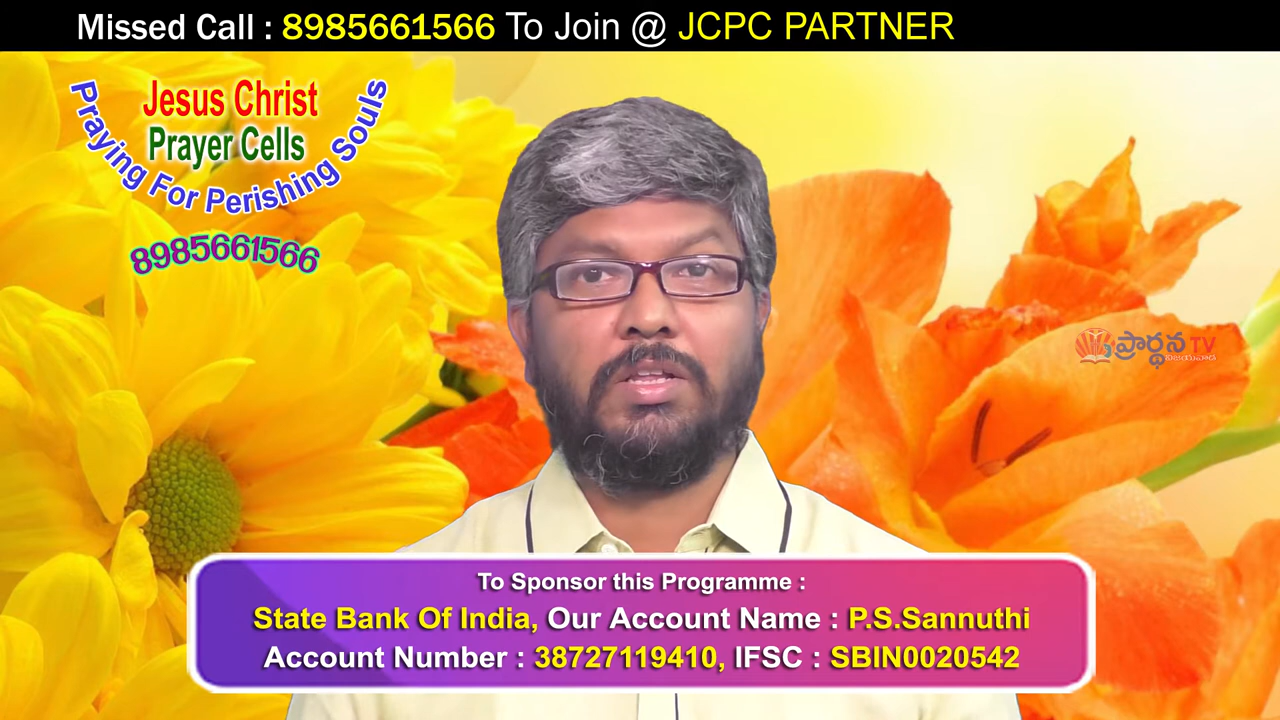 Missed Call : 8985661566 To Join @ JCPC PARTNER
Jesus Christ
Prayer Cells
Praying For Perishing Souls
8985661566
ప్రార్థన TV
విజయవాడ
To Sponsor this Programme :
State Bank Of India, Our Account Name : P.S.Sannuthi
Account Number : 38727119410, IFSC : SBIN0020542